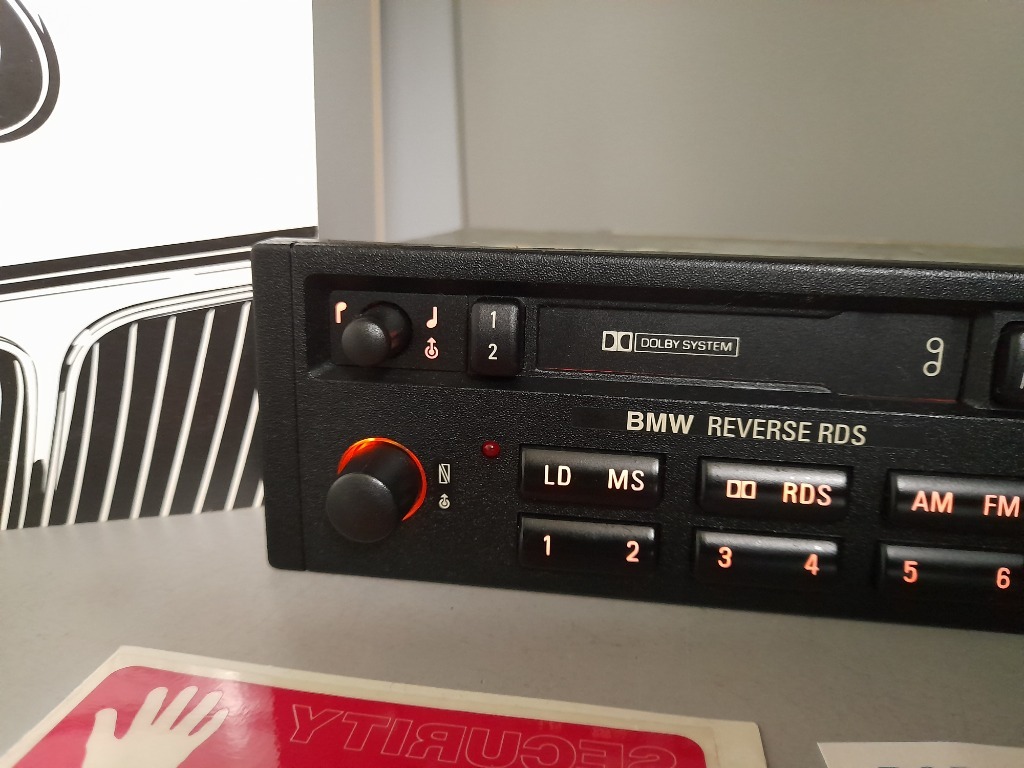 1
2
DOLBY SYSTEM
BMW REVERSE RDS
LD MS
RDS
AM FM
1 2
3 4
5 6
SECURITY